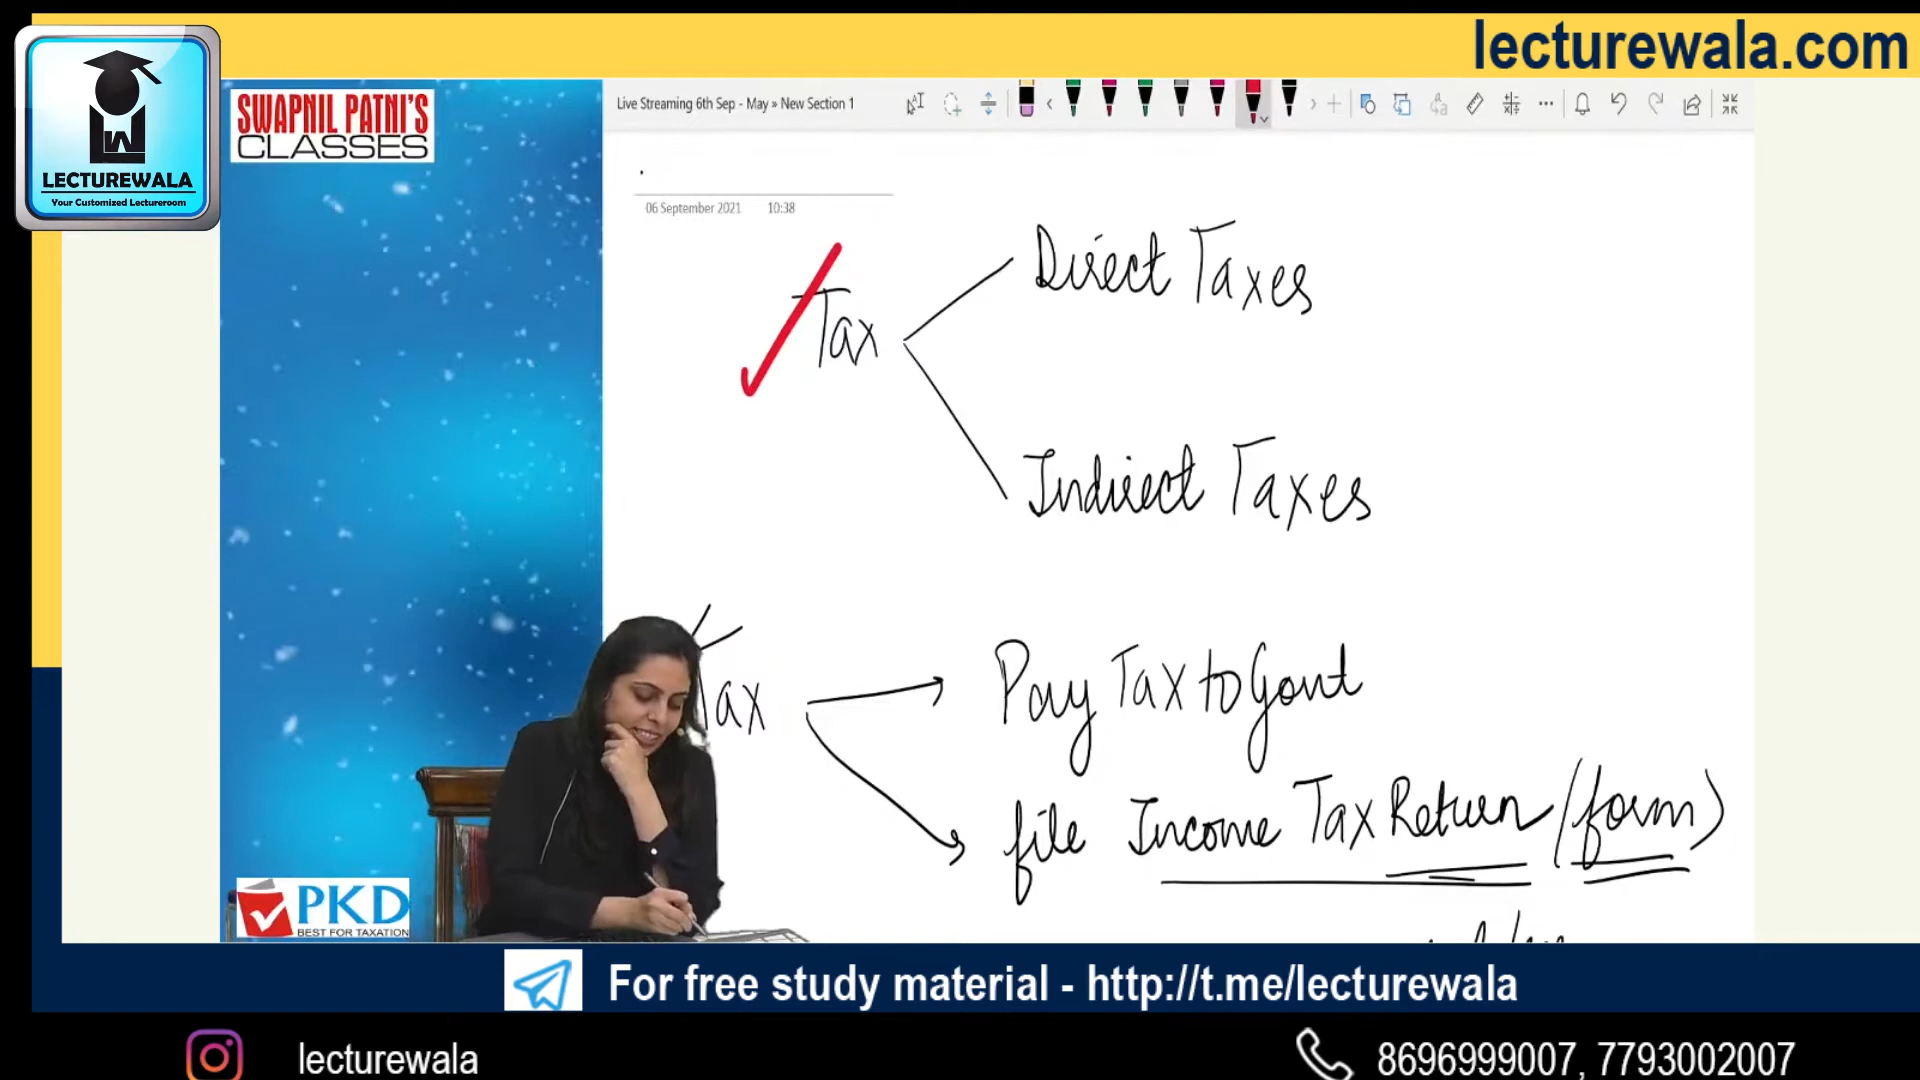 lecturewala.com
LECTUREWALA
Your Customized Lectureroom
SWAPNIL PATNI'S
CLASSES
Live Streaming 6th Sep - May » New Section 1
06 September 2021 10:38
Tax
Direct Taxes
Indirect Taxes
Tax
Pay Tax to Govt
file Income Tax Return / (form)
PKD
BEST FOR TAXATION
For free study material - http://t.me/lecturewala
lecturewala
8696999007, 7793002007